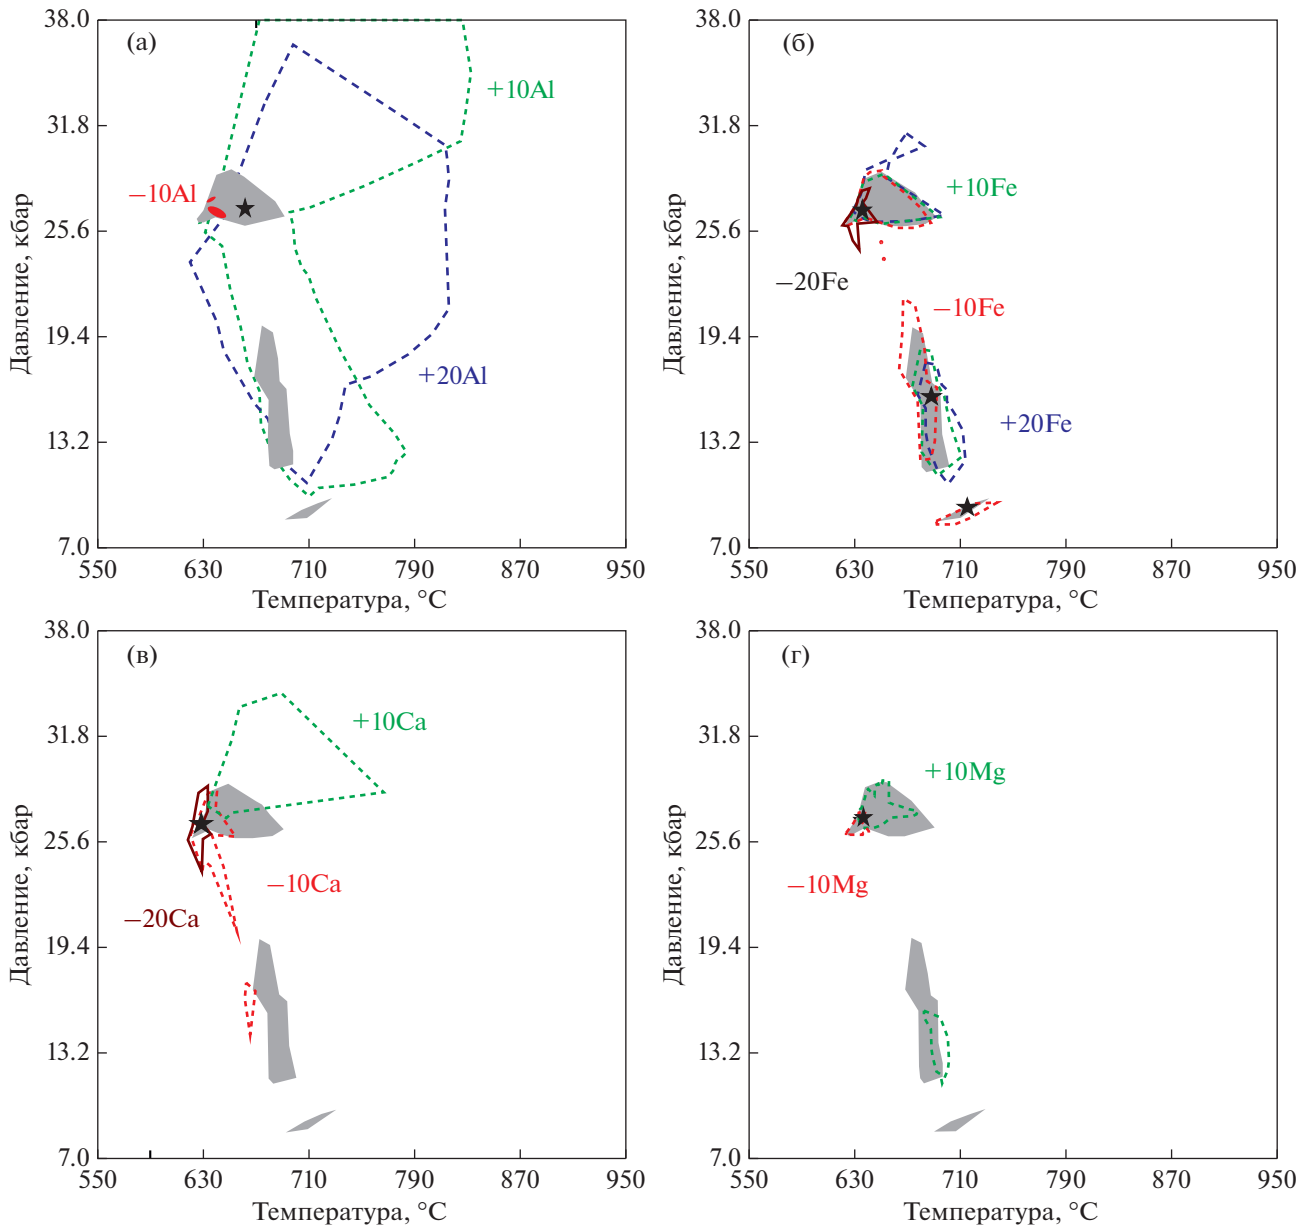 (а)
38.0
31.8
25.6
19.4
13.2
7.0
Давление, кбар
+10Al
−10Al
+20Al
550 630 710 790 870 950
Температура, °C
(б)
38.0
31.8
25.6
19.4
13.2
7.0
Давление, кбар
+10Fe
−20Fe
−10Fe
+20Fe
550 630 710 790 870 950
Температура, °C
(в)
38.0
31.8
25.6
19.4
13.2
7.0
Давление, кбар
+10Ca
−10Ca
−20Ca
550 630 710 790 870 950
Температура, °C
(г)
38.0
31.8
25.6
19.4
13.2
7.0
Давление, кбар
+10Mg
−10Mg
550 630 710 790 870 950
Температура, °C